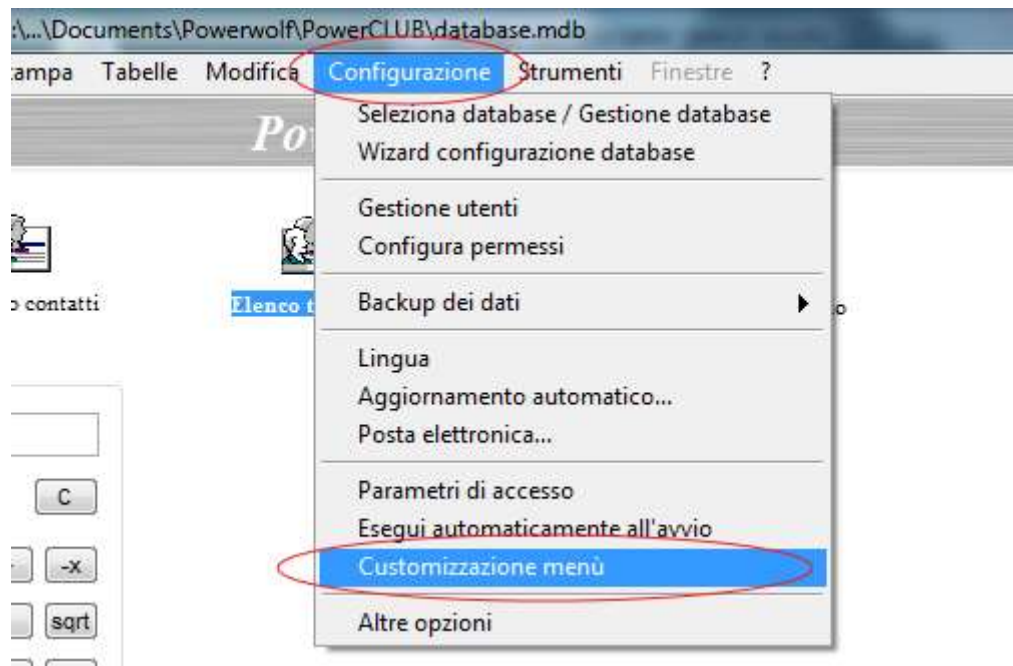 :\...\Documents\Powerwolf\PowerCLUB\database.mdb
ampa Tabelle Modifica Configurazione Strumenti Finestre ?
Po
Seleziona database / Gestione database
Wizard configurazione database
Gestione utenti
Configura permessi
contatti
Elenco t
o
Backup dei dati
Lingua
Aggiornamento automatico...
Posta elettronica...
C
Parametri di accesso
Esegui automaticamente all'avvio
-x
Customizzazione menù
sqrt
Altre opzioni